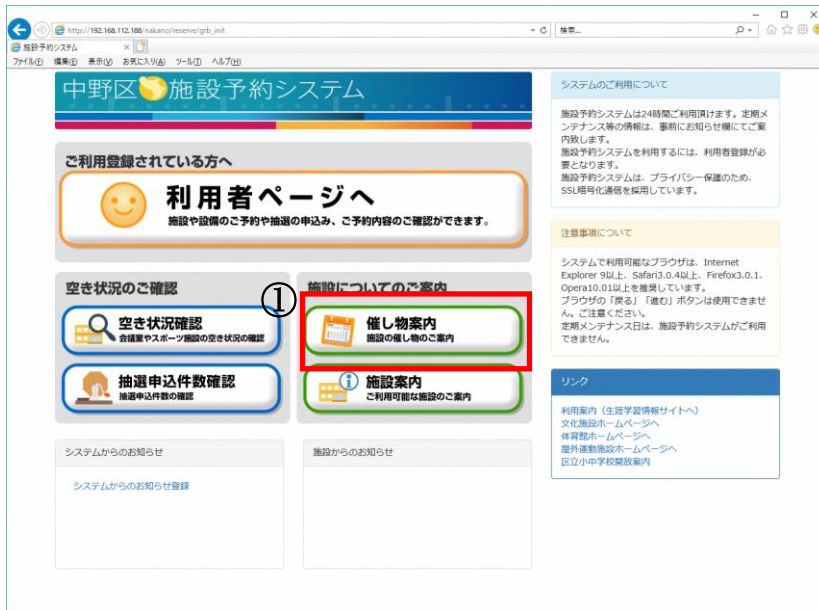 http://192.168.112.188/nakano/reserve/grb_init
検索...
施設予約システム
ファイル(F) 編集(E) 表示(V) お気に入り(A) ツール(T) ヘルプ(H)
中野区施設予約システム
ご利用登録されている方へ
利用者ページへ
施設や設備のご予約や抽選の申込み、ご予約内容のご確認ができます。
空き状況のご確認
空き状況確認
会議室やスポーツ施設の空き状況の確認
抽選申込件数確認
抽選申込件数の確認
①
施設についてのご案内
催し物案内
施設の催し物のご案内
施設案内
ご利用可能な施設のご案内
システムからのお知らせ
システムからのお知らせ登録
施設からのお知らせ
システムのご利用について
施設予約システムは24時間ご利用頂けます。定期メ
ンテナンス等の情報は、事前にお知らせ欄にてご案
内致します。
施設予約システムを利用するには、利用者登録が必
要となります。
施設予約システムは、プライバシー保護のため、
SSL暗号化通信を採用しています。
注意事項について
システムで利用可能なブラウザは、Internet
Explorer 9以上、Safari3.0.4以上、Firefox3.0.1、
Opera10.01以上を推奨しています。
ブラウザの「戻る」「進む」ボタンは使用できませ
ん。ご注意ください。
定期メンテナンス日は、施設予約システムがご利用
できません。
リンク
利用案内（生涯学習情報サイトへ）
文化施設ホームページへ
体育館ホームページへ
屋外運動施設ホームページへ
区立小中学校開放案内